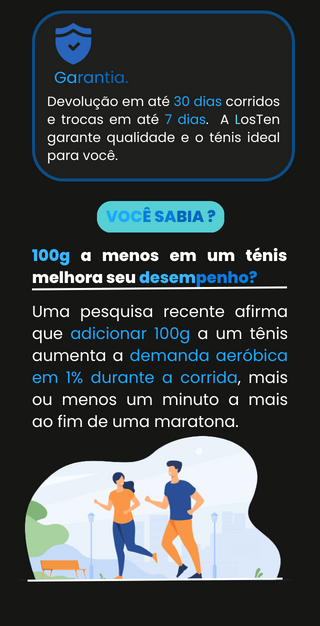 Garantia.
Devolução em até 30 dias corridos
e trocas em até 7 dias. A LosTen
garante qualidade e o ténis ideal
para você.
VOCÊ SABIA ?
100g a menos em um ténis
melhora seu desempenho?
Uma pesquisa recente afirma
que adicionar 100g a um tênis
aumenta a demanda aeróbica
em 1% durante a corrida, mais
ou menos um minuto a mais
ao fim de uma maratona.